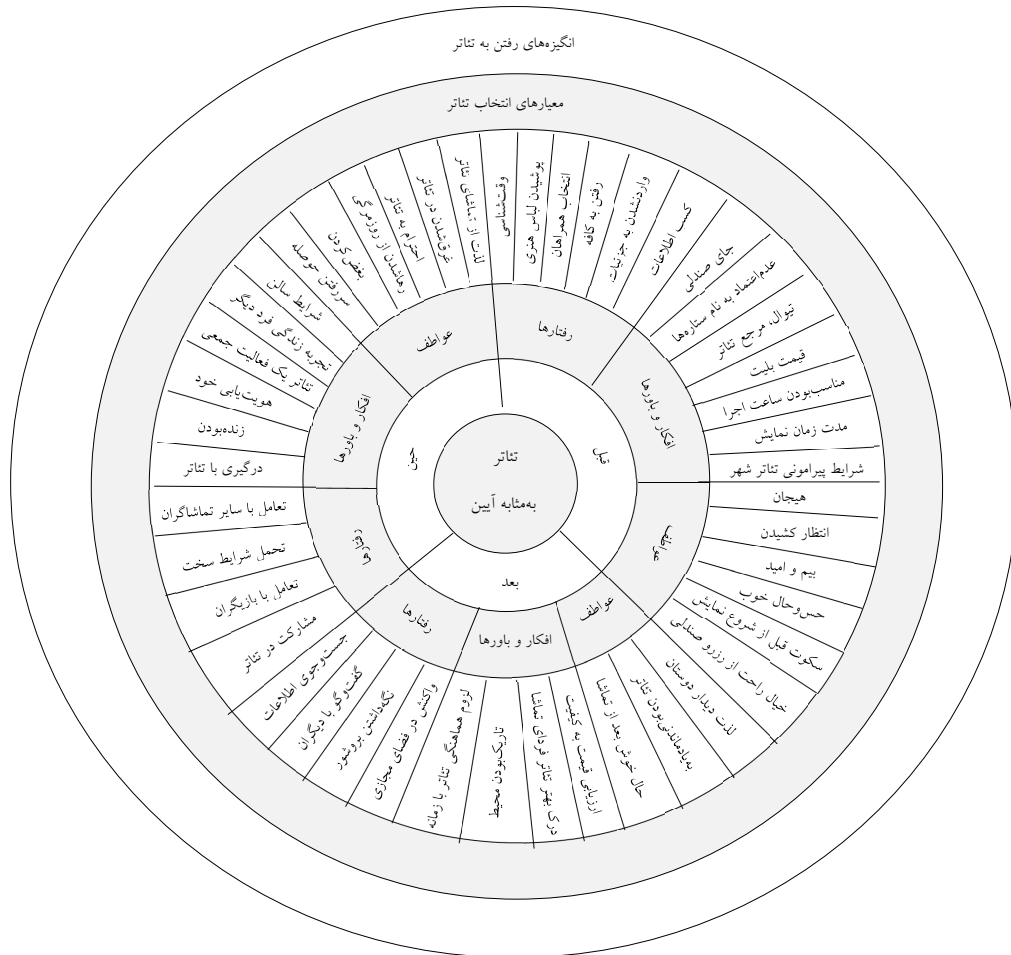 انگیزه‌های رفتن به تئاتر
معیارهای انتخاب تئاتر
تئاتر
به‌مثابه آیین
قبل
رفتارها
وقت‌شناسی
پوشیدن لباس هنری
انتخاب همراهان
رفتن به کافه
واردنشدن به جزئیات
کسب اطلاعات
جای صندلی
افکار و باورها
عدم‌اعتماد به نام ستاره‌ها
تیوال، مرجع تئاتر
قیمت بلیت
مناسب‌بودن ساعت اجرا
مدت زمان نمایش
شرایط پیرامونی تئاتر شهر
عواطف
هیجان
انتظار کشیدن
بیم و امید
حس‌وحال خوب
سکوت قبل از شروع نمایش
خیال راحت از رزرو صندلی
بعد
عواطف
لذت دیدار دوستان
به‌یادماندنی‌بودن تئاتر
حال خوش بعد از تماشا
افکار و باورها
ارزیابی قیمت به کیفیت
درک بهتر تئاتر فردای تماشا
تاریک‌بودن محیط
لزوم هماهنگی تئاتر با زمانه
رفتارها
واکنش در فضای مجازی
نگه‌داشتن بروشور
گفت‌وگو با دیگران
جست‌وجوی اطلاعات
حین
رفتارها
مشارکت در تئاتر
تعامل با بازیگران
تحمل شرایط سخت
تعامل با سایر تماشاگران
افکار و باورها
درگیری با تئاتر
زنده‌بودن
هویت‌یابی خود
تئاتر یک فعالیت جمعی
تجربه زندگی فرد دیگر
شرایط سالن
عواطف
سررفتن حوصله
بغض کردن
رهاشدن از روزمرگی
احترام به تئاتر
غرق‌شدن در تئاتر
لذت از تماشای تئاتر